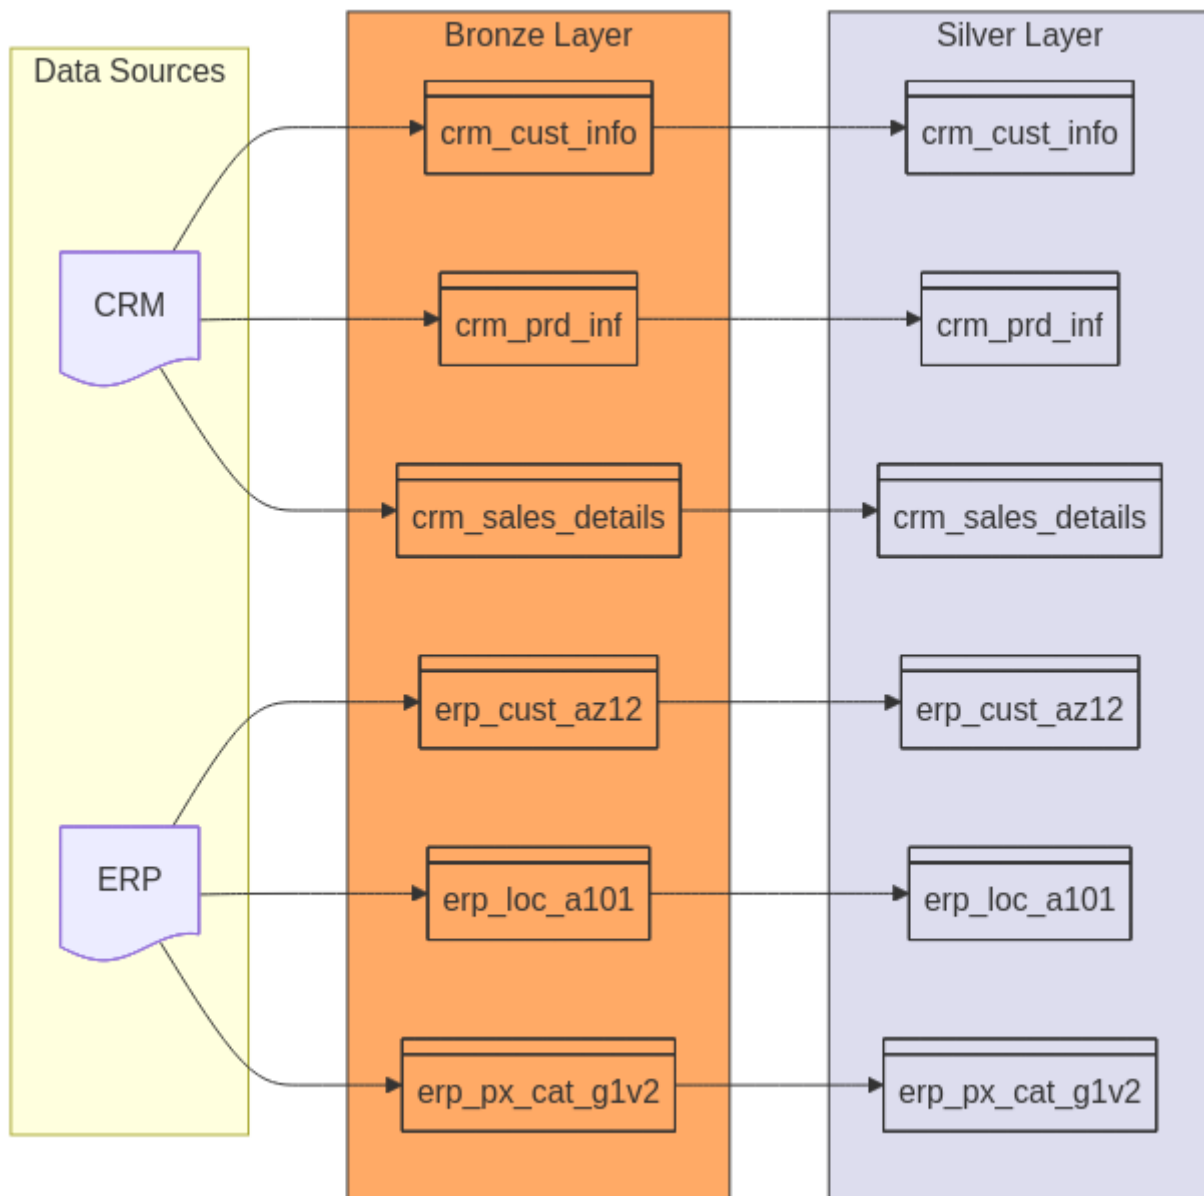 Data Sources
CRM
ERP
Bronze Layer
crm_cust_info
crm_prd_inf
crm_sales_details
erp_cust_az12
erp_loc_a101
erp_px_cat_g1v2
Silver Layer
crm_cust_info
crm_prd_inf
crm_sales_details
erp_cust_az12
erp_loc_a101
erp_px_cat_g1v2